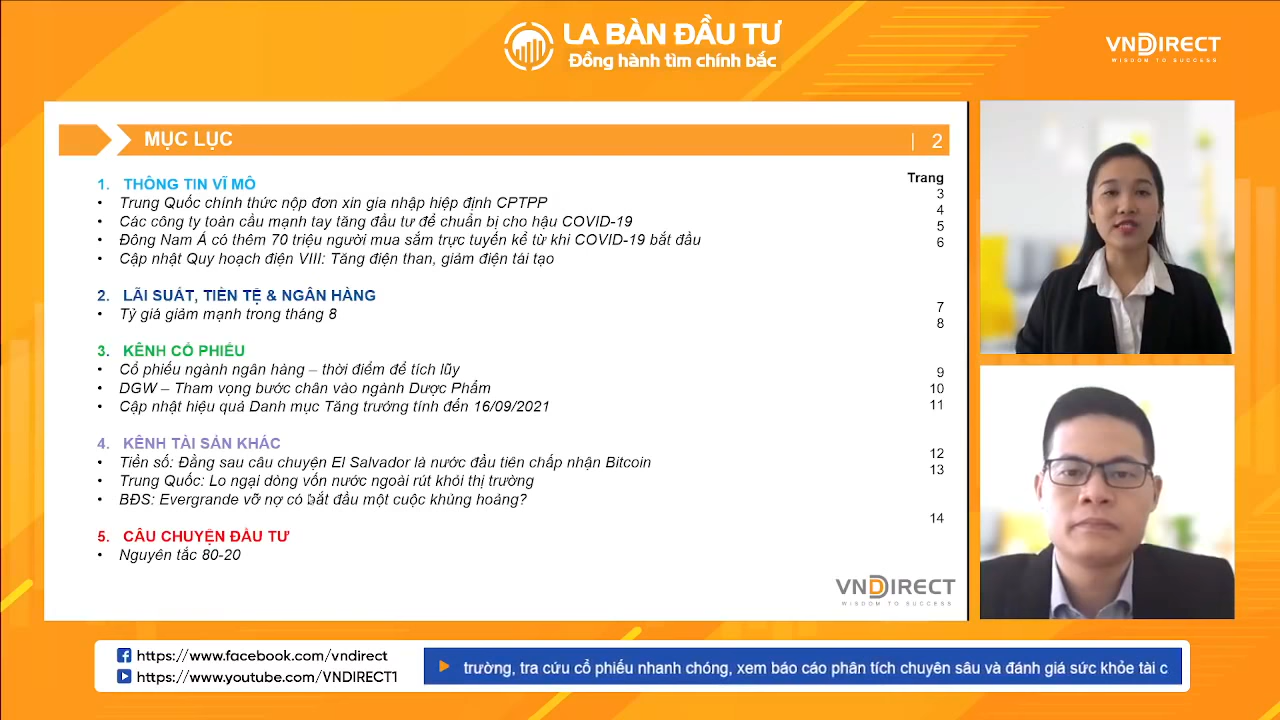 LA BÀN ĐẦU TƯ
Đồng hành tìm chính bắc
VNDIRECT
WISDOM TO SUCCESS
MỤC LỤC | 2
Trang
1. THÔNG TIN VĨ MÔ
• Trung Quốc chính thức nộp đơn xin gia nhập hiệp định CPTPP 3
• Các công ty toàn cầu mạnh tay tăng đầu tư để chuẩn bị cho hậu COVID-19 4
• Đông Nam Á có thêm 70 triệu người mua sắm trực tuyến kể từ khi COVID-19 bắt đầu 5
• Cập nhật Quy hoạch điện VIII: Tăng điện than, giảm điện tái tạo 6
2. LÃI SUẤT, TIỀN TỆ & NGÂN HÀNG
• Tỷ giá giảm mạnh trong tháng 8 7
8
3. KÊNH CỔ PHIẾU
• Cổ phiếu ngành ngân hàng – thời điểm để tích lũy 9
• DGW – Tham vọng bước chân vào ngành Dược Phẩm 10
• Cập nhật hiệu quả Danh mục Tăng trưởng tính đến 16/09/2021 11
4. KÊNH TÀI SẢN KHÁC
• Tiền số: Đằng sau câu chuyện El Salvador là nước đầu tiên chấp nhận Bitcoin 12
• Trung Quốc: Lo ngại dòng vốn nước ngoài rút khỏi thị trường 13
• BĐS: Evergrande vỡ nợ có bắt đầu một cuộc khủng hoảng?
14
5. CÂU CHUYỆN ĐẦU TƯ
• Nguyên tắc 80-20
VNDIRECT
WISDOM TO SUCCESS
https://www.facebook.com/vndirect
https://www.youtube.com/VNDIRECT1
trường, tra cứu cổ phiếu nhanh chóng, xem báo cáo phân tích chuyên sâu và đánh giá sức khỏe tài c